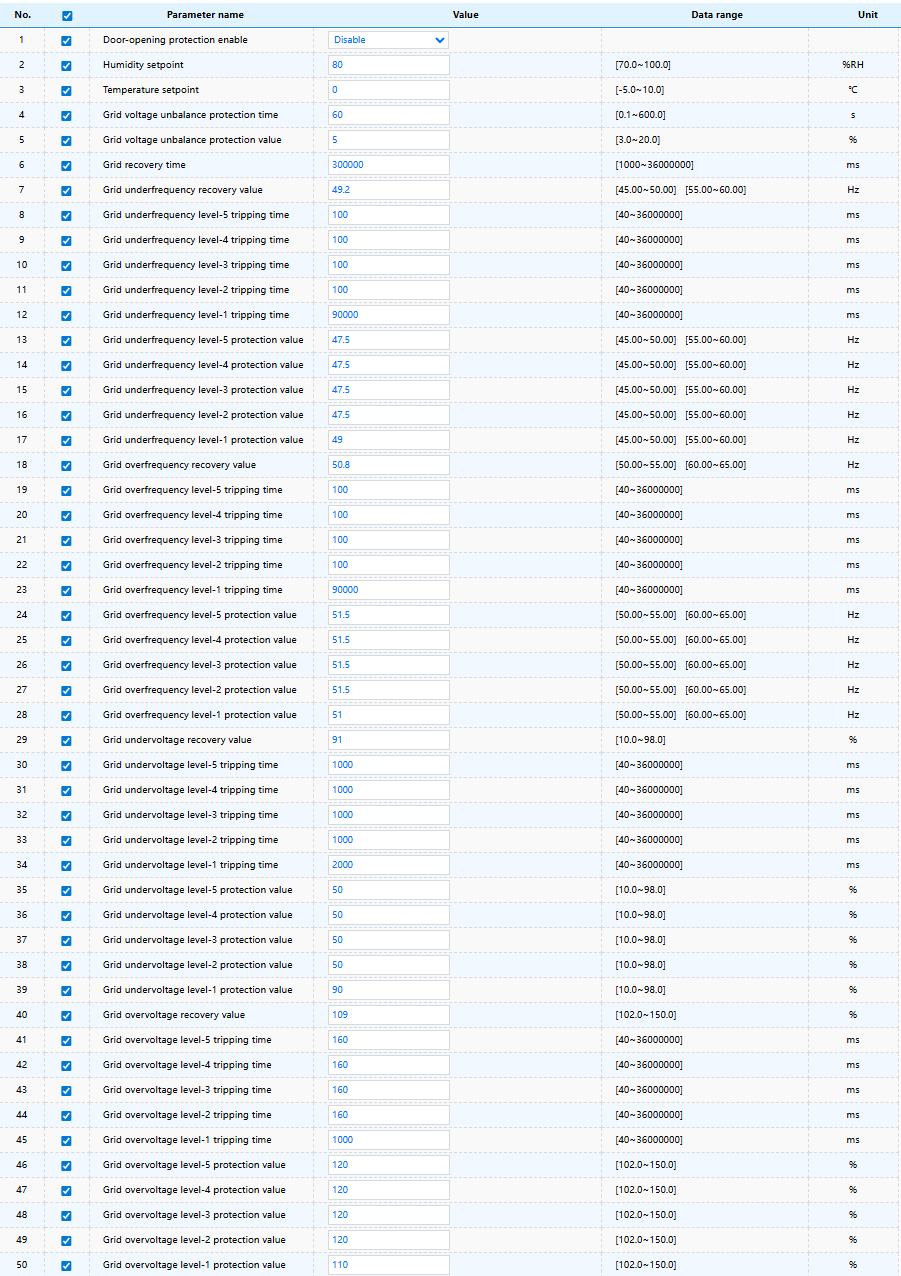 No. Parameter name Value Data range Unit
1 Door-opening protection enable Disable
2 Humidity setpoint 80 [70.0~100.0] %RH
3 Temperature setpoint 0 [-5.0~10.0] ℃
4 Grid voltage unbalance protection time 60 [0.1~600.0] s
5 Grid voltage unbalance protection value 5 [3.0~20.0] %
6 Grid recovery time 300000 [1000~36000000] ms
7 Grid underfrequency recovery value 49.2 [45.00~50.00] [55.00~60.00] Hz
8 Grid underfrequency level-5 tripping time 100 [40~36000000] ms
9 Grid underfrequency level-4 tripping time 100 [40~36000000] ms
10 Grid underfrequency level-3 tripping time 100 [40~36000000] ms
11 Grid underfrequency level-2 tripping time 100 [40~36000000] ms
12 Grid underfrequency level-1 tripping time 90000 [40~36000000] ms
13 Grid underfrequency level-5 protection value 47.5 [45.00~50.00] [55.00~60.00] Hz
14 Grid underfrequency level-4 protection value 47.5 [45.00~50.00] [55.00~60.00] Hz
15 Grid underfrequency level-3 protection value 47.5 [45.00~50.00] [55.00~60.00] Hz
16 Grid underfrequency level-2 protection value 47.5 [45.00~50.00] [55.00~60.00] Hz
17 Grid underfrequency level-1 protection value 49 [45.00~50.00] [55.00~60.00] Hz
18 Grid overfrequency recovery value 50.8 [50.00~55.00] [60.00~65.00] Hz
19 Grid overfrequency level-5 tripping time 100 [40~36000000] ms
20 Grid overfrequency level-4 tripping time 100 [40~36000000] ms
21 Grid overfrequency level-3 tripping time 100 [40~36000000] ms
22 Grid overfrequency level-2 tripping time 100 [40~36000000] ms
23 Grid overfrequency level-1 tripping time 90000 [40~36000000] ms
24 Grid overfrequency level-5 protection value 51.5 [50.00~55.00] [60.00~65.00] Hz
25 Grid overfrequency level-4 protection value 51.5 [50.00~55.00] [60.00~65.00] Hz
26 Grid overfrequency level-3 protection value 51.5 [50.00~55.00] [60.00~65.00] Hz
27 Grid overfrequency level-2 protection value 51.5 [50.00~55.00] [60.00~65.00] Hz
28 Grid overfrequency level-1 protection value 51 [50.00~55.00] [60.00~65.00] Hz
29 Grid undervoltage recovery value 91 [10.0~98.0] %
30 Grid undervoltage level-5 tripping time 1000 [40~36000000] ms
31 Grid undervoltage level-4 tripping time 1000 [40~36000000] ms
32 Grid undervoltage level-3 tripping time 1000 [40~36000000] ms
33 Grid undervoltage level-2 tripping time 1000 [40~36000000] ms
34 Grid undervoltage level-1 tripping time 2000 [40~36000000] ms
35 Grid undervoltage level-5 protection value 50 [10.0~98.0] %
36 Grid undervoltage level-4 protection value 50 [10.0~98.0] %
37 Grid undervoltage level-3 protection value 50 [10.0~98.0] %
38 Grid undervoltage level-2 protection value 50 [10.0~98.0] %
39 Grid undervoltage level-1 protection value 90 [10.0~98.0] %
40 Grid overvoltage recovery value 109 [102.0~150.0] %
41 Grid overvoltage level-5 tripping time 160 [40~36000000] ms
42 Grid overvoltage level-4 tripping time 160 [40~36000000] ms
43 Grid overvoltage level-3 tripping time 160 [40~36000000] ms
44 Grid overvoltage level-2 tripping time 160 [40~36000000] ms
45 Grid overvoltage level-1 tripping time 1000 [40~36000000] ms
46 Grid overvoltage level-5 protection value 120 [102.0~150.0] %
47 Grid overvoltage level-4 protection value 120 [102.0~150.0] %
48 Grid overvoltage level-3 protection value 120 [102.0~150.0] %
49 Grid overvoltage level-2 protection value 120 [102.0~150.0] %
50 Grid overvoltage level-1 protection value 110 [102.0~150.0] %